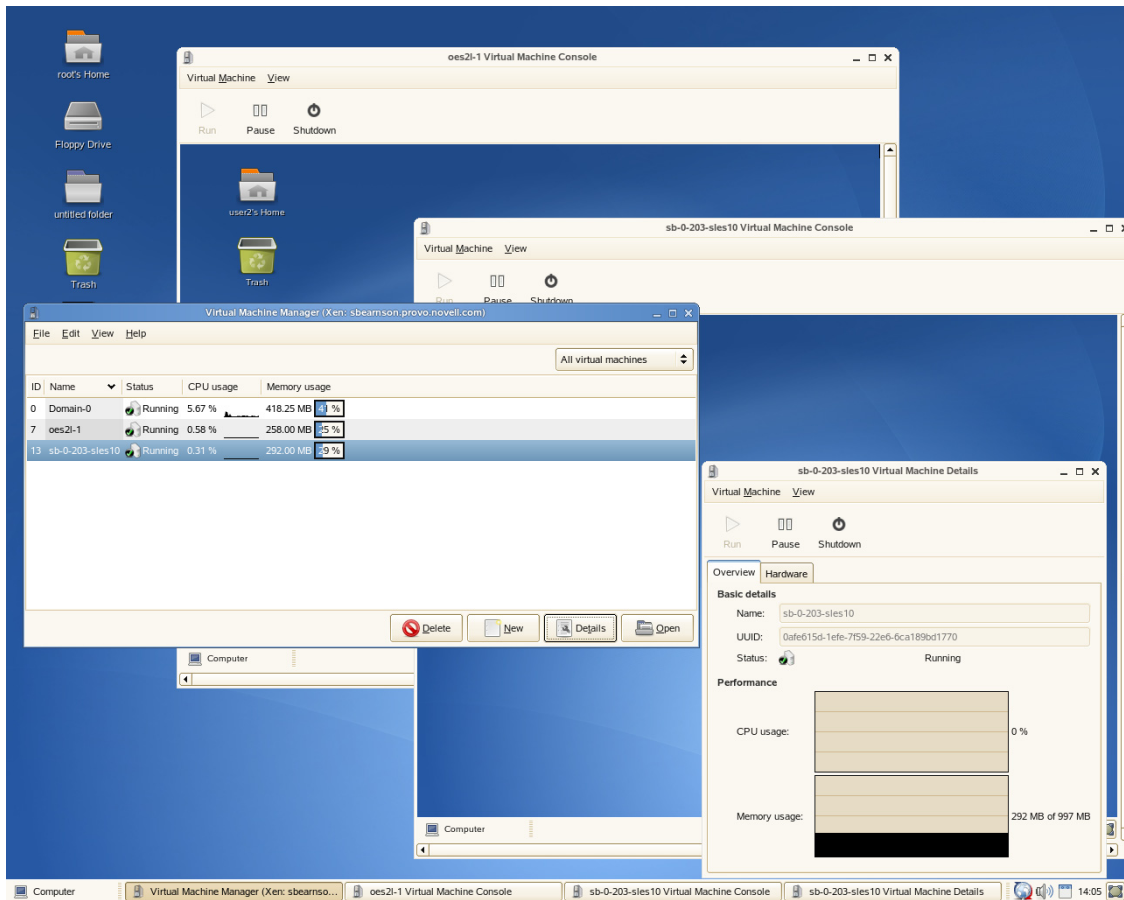 root's Home
Floppy Drive
untitled folder
Trash
oes2l-1 Virtual Machine Console
Virtual Machine View
Run Pause Shutdown
user2's Home
Trash
sb-0-203-sles10 Virtual Machine Console
Virtual Machine View
Run Pause Shutdown
Virtual Machine Manager (Xen: sbearnson.provo.novell.com)
File Edit View Help
All virtual machines
ID Name Status CPU usage Memory usage
0 Domain-0 Running 5.67 % 418.25 MB 41 %
7 oes2l-1 Running 0.58 % 258.00 MB 25 %
13 sb-0-203-sles10 Running 0.31 % 292.00 MB 29 %
Delete New Details Open
Computer
Computer
sb-0-203-sles10 Virtual Machine Details
Virtual Machine View
Run Pause Shutdown
Overview Hardware
Basic details
Name: sb-0-203-sles10
UUID: 0afe615d-1efe-7f59-22e6-6ca189bd1770
Status: Running
Performance
CPU usage: 0 %
Memory usage: 292 MB of 997 MB
Computer Virtual Machine Manager (Xen: sbearnso... oes2l-1 Virtual Machine Console sb-0-203-sles10 Virtual Machine Console sb-0-203-sles10 Virtual Machine Details 14:05